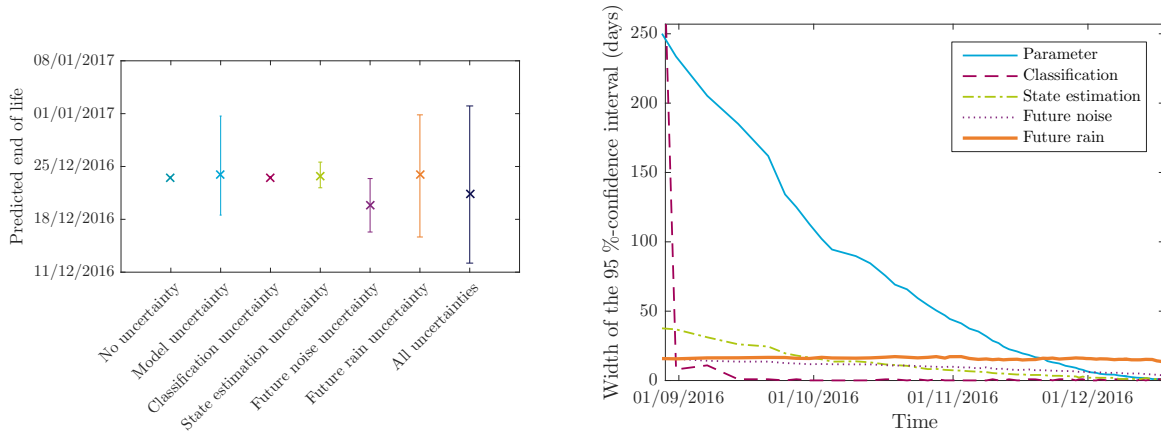 Predicted end of life
08/01/2017
01/01/2017
25/12/2016
18/12/2016
11/12/2016
No uncertainty
Model uncertainty
Classification uncertainty
State estimation uncertainty
Future noise uncertainty
Future rain uncertainty
All uncertainties
Width of the 95 %-confidence interval (days)
250
200
150
100
50
0
01/09/2016
01/10/2016
01/11/2016
01/12/2016
Time
Parameter
Classification
State estimation
Future noise
Future rain